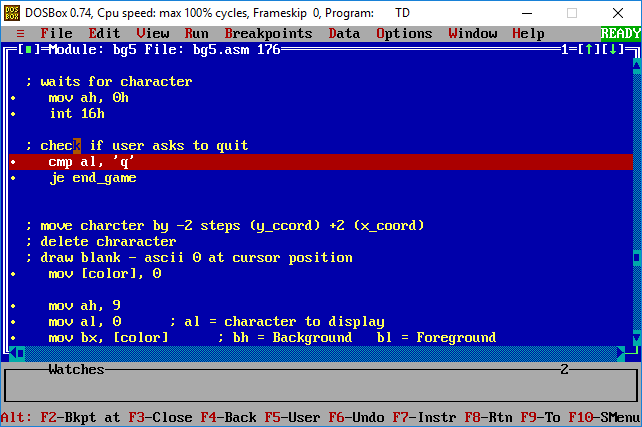 DOSBox 0.74, Cpu speed: max 100% cycles, Frameskip 0, Program: TD
≡ File Edit View Run Breakpoints Data Options Window Help READY
[■]=Module: bg5 File: bg5.asm 176 1=[↑][↓]
; waits for character
mov ah, 0h
int 16h
; check if user asks to quit
cmp al, 'q'
je end_game
; move charcter by -2 steps (y_ccord) +2 (x_coord)
; delete chraracter
; draw blank - ascii 0 at cursor position
mov [color], 0
mov ah, 9
mov al, 0 ; al = character to display
mov bx, [color] ; bh = Background bl = Foreground
Watches 2
Alt: F2-Bkpt at F3-Close F4-Back F5-User F6-Undo F7-Instr F8-Rtn F9-To F10-SMenu